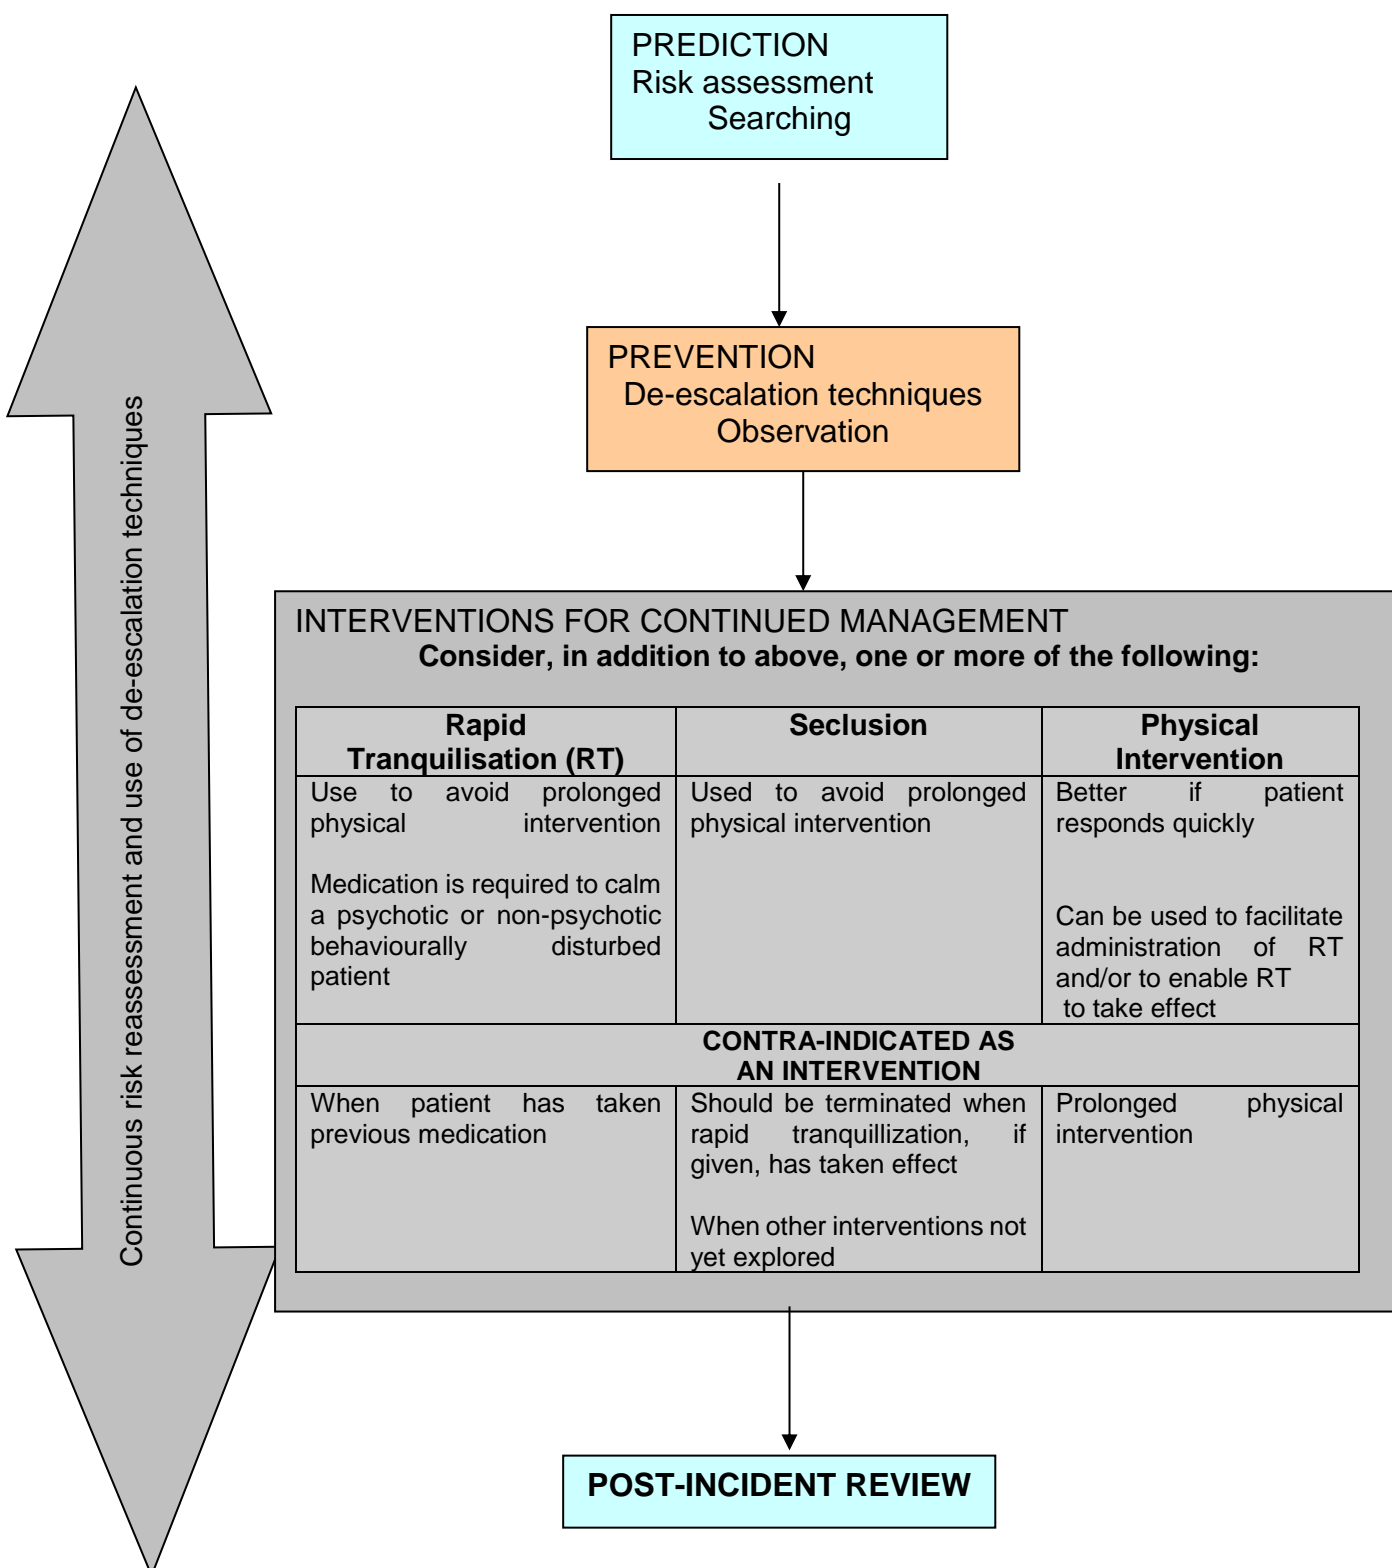 PREDICTION
Risk assessment
Searching
PREVENTION
De-escalation techniques
Observation
Continuous risk reassessment and use of de-escalation techniques
INTERVENTIONS FOR CONTINUED MANAGEMENT
Consider, in addition to above, one or more of the following:
Rapid
Tranquilisation (RT)
Seclusion
Physical
Intervention
Use to avoid prolonged
physical intervention
Medication is required to calm
a psychotic or non-psychotic
behaviourally disturbed
patient
Used to avoid prolonged
physical intervention
Better if patient
responds quickly
Can be used to facilitate
administration of RT
and/or to enable RT
to take effect
CONTRA-INDICATED AS
AN INTERVENTION
When patient has taken
previous medication
Should be terminated when
rapid tranquillization, if
given, has taken effect
When other interventions not
yet explored
Prolonged physical
intervention
POST-INCIDENT REVIEW